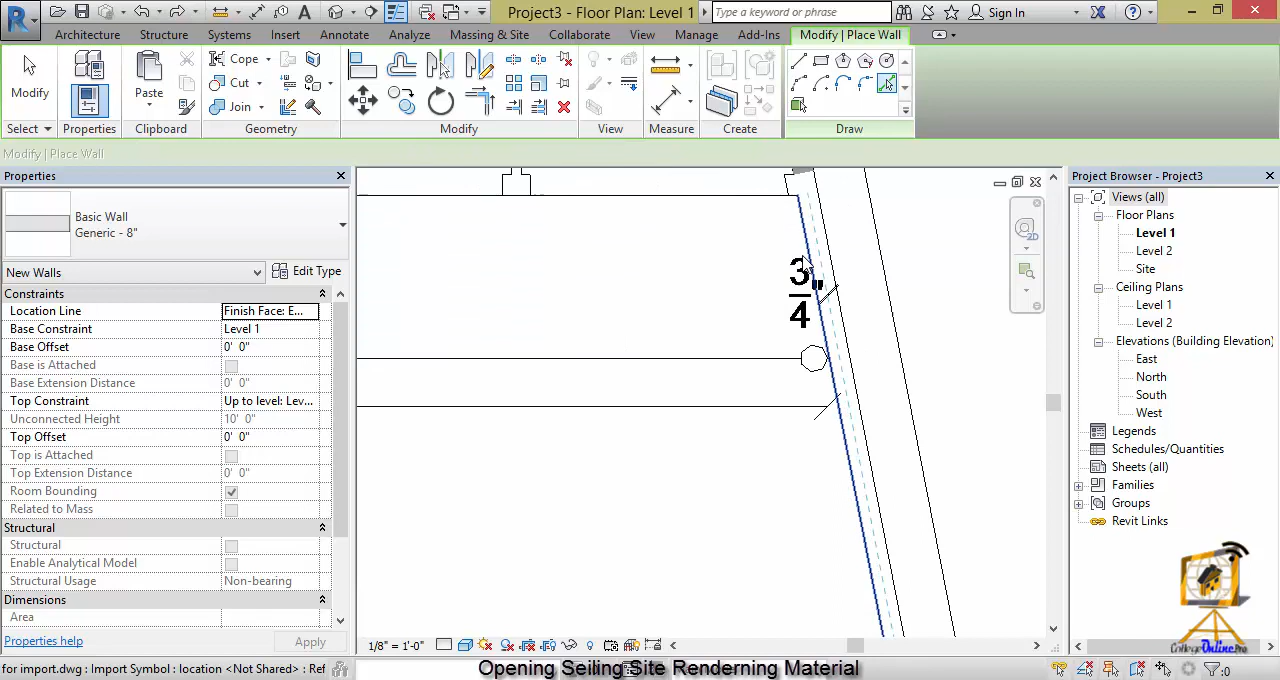 Project3 - Floor Plan: Level 1
Type a keyword or phrase
Sign In
Architecture Structure Systems Insert Annotate Analyze Massing & Site Collaborate View Manage Add-Ins Modify | Place Wall
Modify
Paste
Cope
Cut
Join
Select Properties Clipboard Geometry Modify View Measure Create Draw
Modify | Place Wall
Properties
Basic Wall
Generic - 8"
New Walls
Edit Type
Constraints
Location Line Finish Face: E...
Base Constraint Level 1
Base Offset 0' 0"
Base is Attached
Base Extension Distance 0' 0"
Top Constraint Up to level: Lev...
Unconnected Height 10' 0"
Top Offset 0' 0"
Top is Attached
Top Extension Distance 0' 0"
Room Bounding
Related to Mass
Structural
Structural
Enable Analytical Model
Structural Usage Non-bearing
Dimensions
Area
Properties help
Apply
3/4"
2D
Project Browser - Project3
Views (all)
Floor Plans
Level 1
Level 2
Site
Ceiling Plans
Level 1
Level 2
Elevations (Building Elevation)
East
North
South
West
Legends
Schedules/Quantities
Sheets (all)
Families
Groups
Revit Links
CollegeOnline.Pro
1/8" = 1'-0"
for import.dwg : Import Symbol : location <Not Shared> : Ref
Opening Seiling Site Rendernring Material
:0